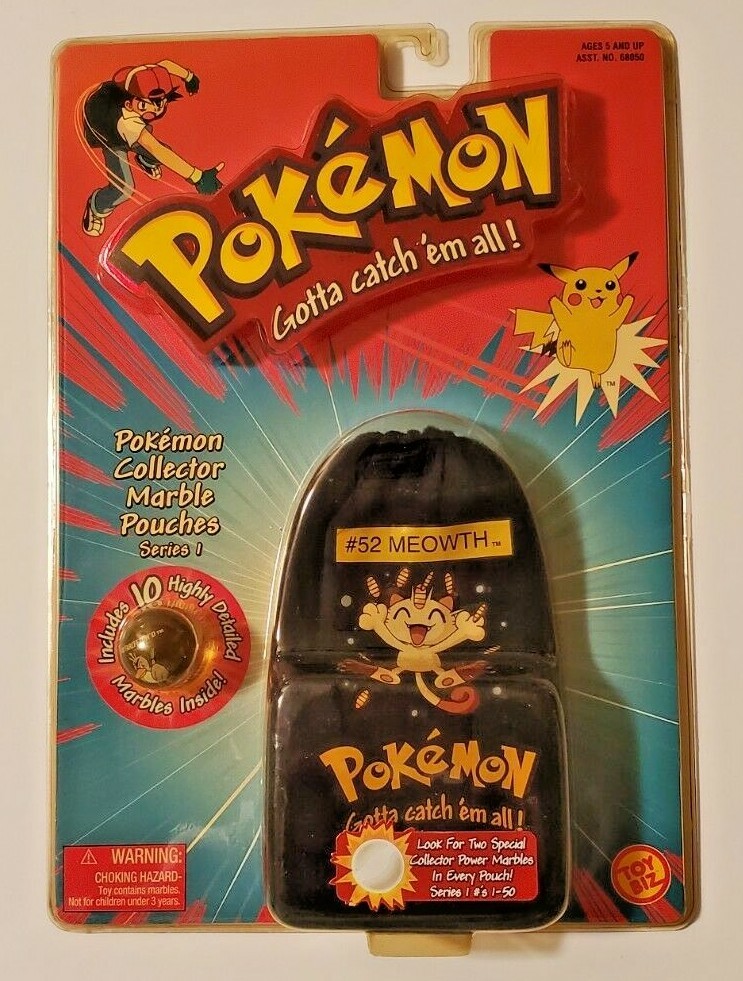 AGES 5 AND UP
ASST. NO. 68850
POKéMON
Gotta catch 'em all!
TM
Pokémon
Collector
Marble
Pouches
Series 1
Includes 10 Highly Detailed
Marbles Inside!
#52 MEOWTH TM
POKéMON
Gotta catch 'em all!
Look For Two Special
Collector Power Marbles
In Every Pouch!
Series 1 #'s 1-50
WARNING:
CHOKING HAZARD-
Toy contains marbles.
Not for children under 3 years.
TOY
BIZ